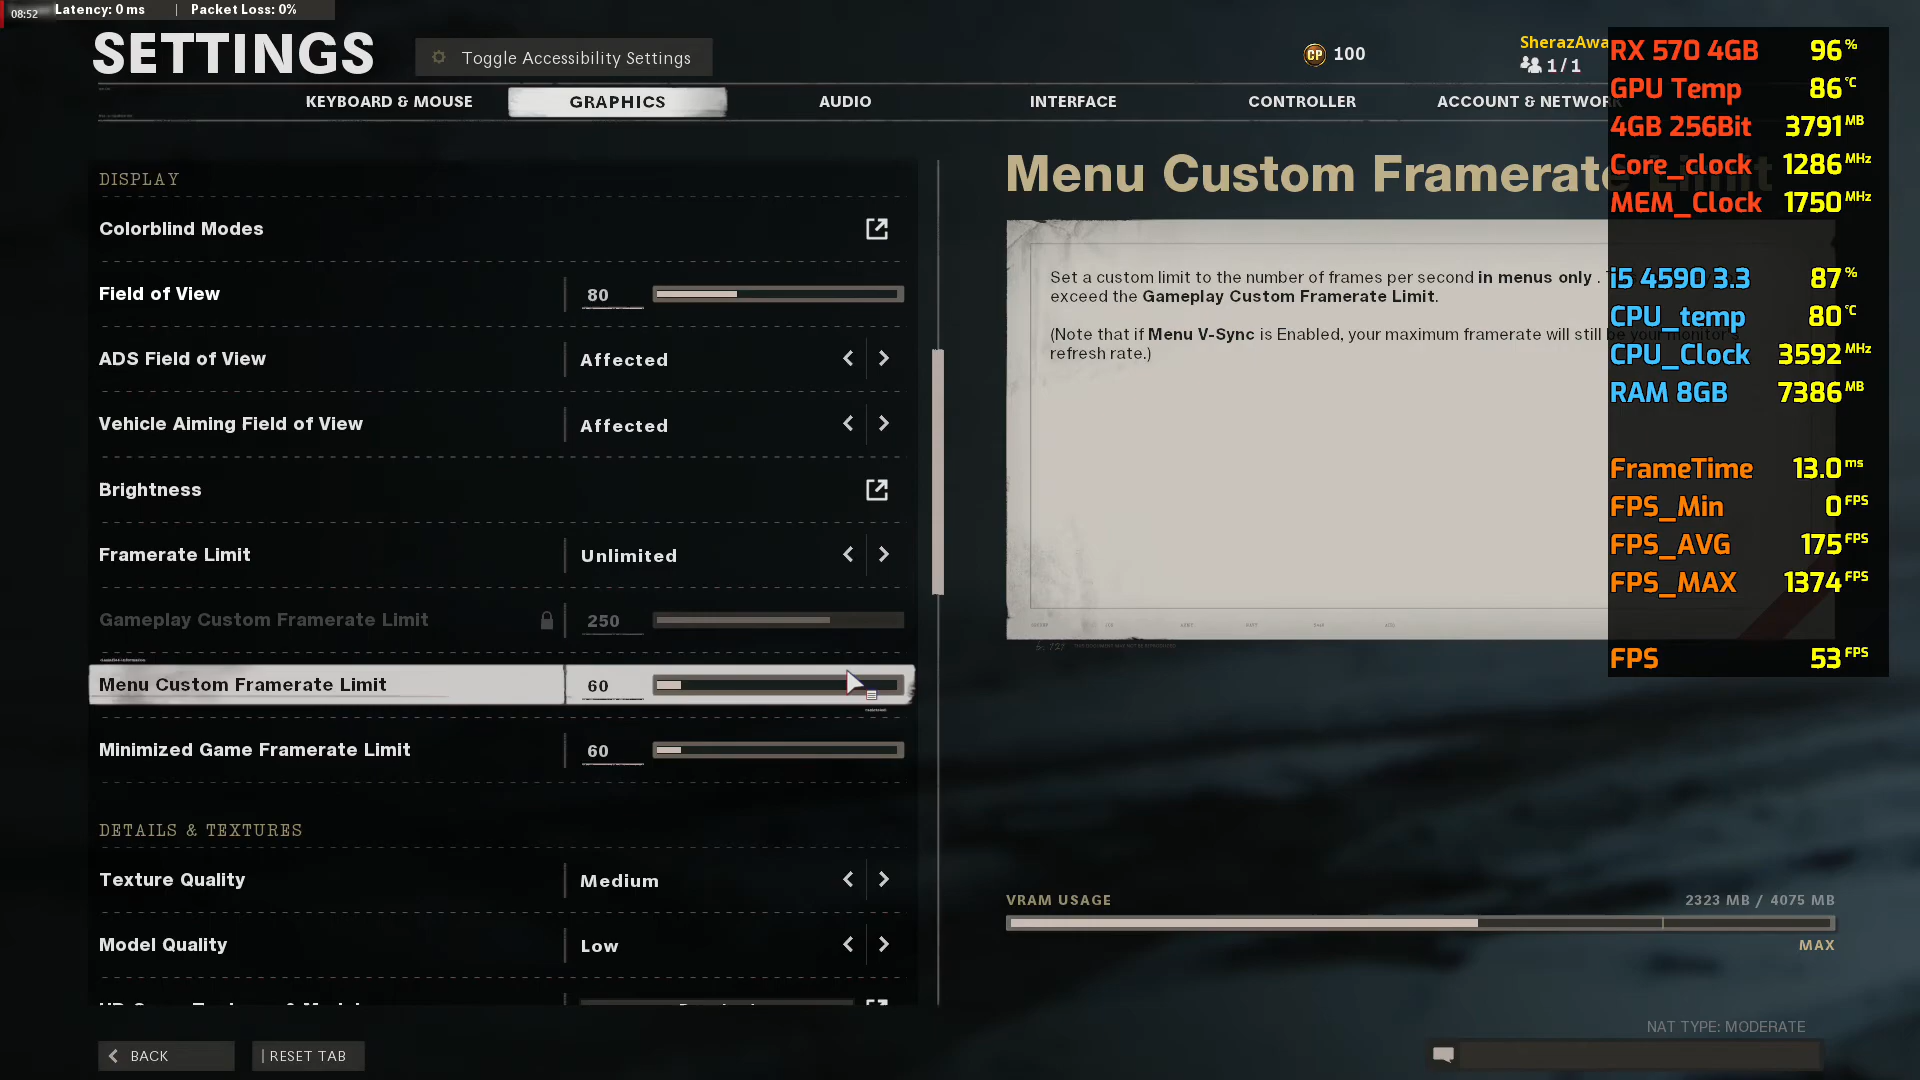 08:52
Latency: 0 ms | Packet Loss: 0%
SETTINGS
Toggle Accessibility Settings
CP 100
SherazAwa
1 / 1
KEYBOARD & MOUSE
GRAPHICS
AUDIO
INTERFACE
CONTROLLER
ACCOUNT & NETWORK
DISPLAY
Colorblind Modes
Field of View 80
ADS Field of View Affected
Vehicle Aiming Field of View Affected
Brightness
Framerate Limit Unlimited
Gameplay Custom Framerate Limit 250
Menu Custom Framerate Limit 60
Minimized Game Framerate Limit 60
DETAILS & TEXTURES
Texture Quality Medium
Model Quality Low
BACK
RESET TAB
Menu Custom Framerate Limit
Set a custom limit to the number of frames per second in menus only .
exceed the Gameplay Custom Framerate Limit.
(Note that if Menu V-Sync is Enabled, your maximum framerate will still be your monitor's
refresh rate.)
VRAM USAGE
2323 MB / 4075 MB
MAX
NAT TYPE: MODERATE
RX 570 4GB 96 %
GPU Temp 86 °C
4GB 256Bit 3791 MB
Core_clock 1286 MHz
MEM_Clock 1750 MHz
i5 4590 3.3 87 %
CPU_temp 80 °C
CPU_Clock 3592 MHz
RAM 8GB 7386 MB
FrameTime 13.0 ms
FPS_Min 0 FPS
FPS_AVG 175 FPS
FPS_MAX 1374 FPS
FPS 53 FPS